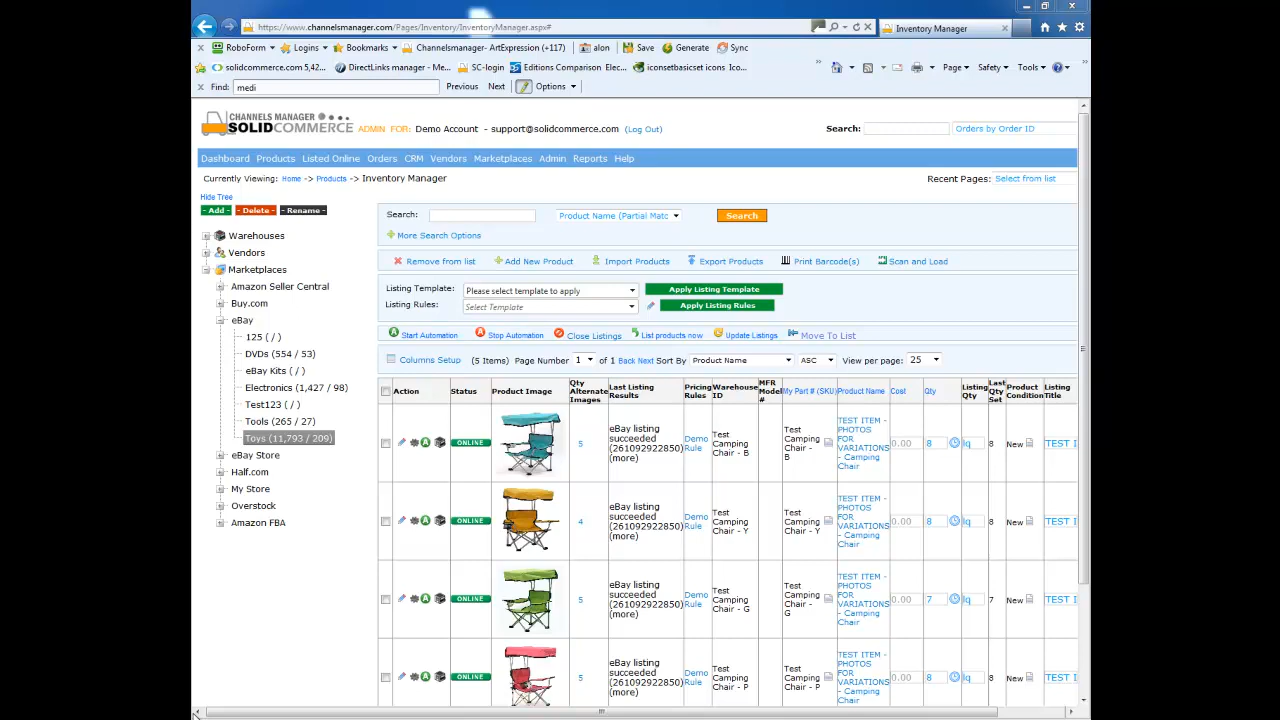 https://www.channelsmanager.com/Pages/Inventory/InventoryManager.aspx#
Inventory Manager
RoboForm Logins Bookmarks Channelsmanager- ArtExpression (+117) alon Save Generate Sync
solidcommerce.com 5,42... DirectLinks manager - Me... SC-login Editions Comparison Elec... iconsetbasicset icons Ico... Page Safety Tools
Find: medi Previous Next Options
CHANNELS MANAGER
SOLIDCOMMERCE
ADMIN FOR: Demo Account - support@solidcommerce.com (Log Out)
Search: Orders by Order ID
Dashboard Products Listed Online Orders CRM Vendors Marketplaces Admin Reports Help
Currently Viewing: Home -> Products -> Inventory Manager
Recent Pages: Select from list
Hide Tree
- Add - - Delete - - Rename -
Warehouses
Vendors
Marketplaces
Amazon Seller Central
Buy.com
eBay
125 ( / )
DVDs (554 / 53)
eBay Kits ( / )
Electronics (1,427 / 98)
Test123 ( / )
Tools (265 / 27)
Toys (11,793 / 209)
eBay Store
Half.com
My Store
Overstock
Amazon FBA
Search: Product Name (Partial Matc Search
More Search Options
Remove from list Add New Product Import Products Export Products Print Barcode(s) Scan and Load
Listing Template: Please select template to apply Apply Listing Template
Listing Rules: Select Template Apply Listing Rules
Start Automation Stop Automation Close Listings List products now Update Listings Move To List
Columns Setup (5 Items) Page Number 1 of 1 Back Next Sort By Product Name ASC View per page: 25
Action Status Product Image Qty Alternate Images Last Listing Results Pricing Rules Warehouse ID MFR Model # My Part # (SKU) Product Name Cost Qty Listing Qty Last Qty Set Product Condition Listing Title
ONLINE 5 eBay listing succeeded (261092922850) (more) Demo Rule Test Camping Chair - B Test Camping Chair - B TEST ITEM - PHOTOS FOR VARIATIONS - Camping Chair 0.00 8 lq 8 New TEST I
ONLINE 4 eBay listing succeeded (261092922850) (more) Demo Rule Test Camping Chair - Y Test Camping Chair - Y TEST ITEM - PHOTOS FOR VARIATIONS - Camping Chair 0.00 8 lq 8 New TEST I
ONLINE 5 eBay listing succeeded (261092922850) (more) Demo Rule Test Camping Chair - G Test Camping Chair - G TEST ITEM - PHOTOS FOR VARIATIONS - Camping Chair 0.00 7 lq 7 New TEST I
ONLINE 5 eBay listing succeeded (261092922850) (more) Demo Rule Test Camping Chair - P Test Camping Chair - P TEST ITEM - PHOTOS FOR VARIATIONS - Camping Chair 0.00 8 lq 8 New TEST I